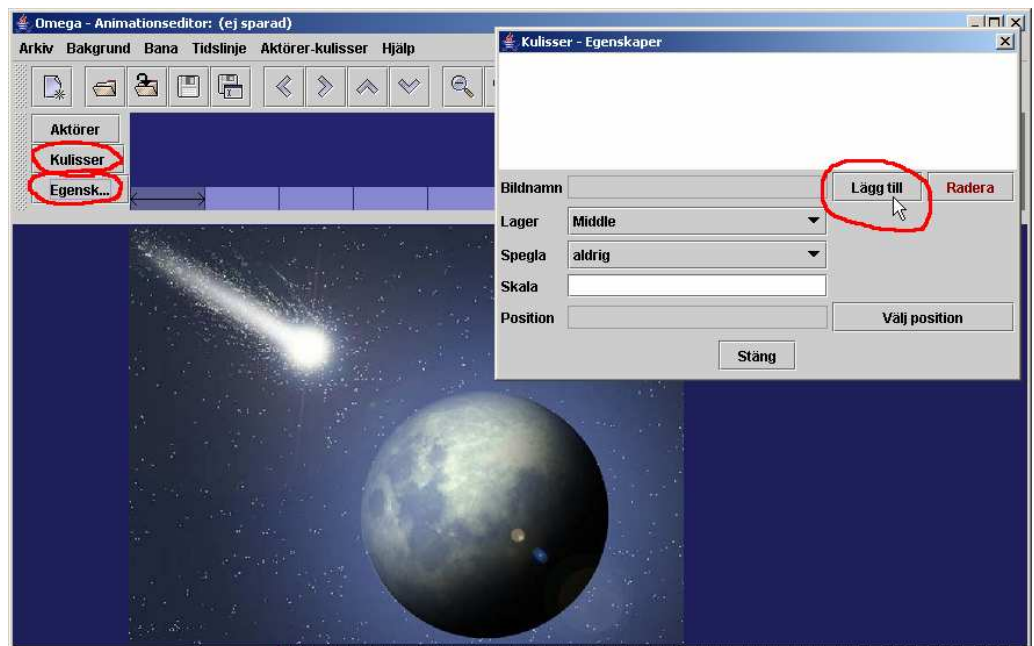 Omega - Animationseditor: (ej sparad)
Arkiv Bakgrund Bana Tidslinje Aktörer-kulisser Hjälp
Aktörer
Kulisser
Egensk...
Kulisser - Egenskaper
Bildnamn Lägg till Radera
Lager Middle
Spegla aldrig
Skala
Position Välj position
Stäng